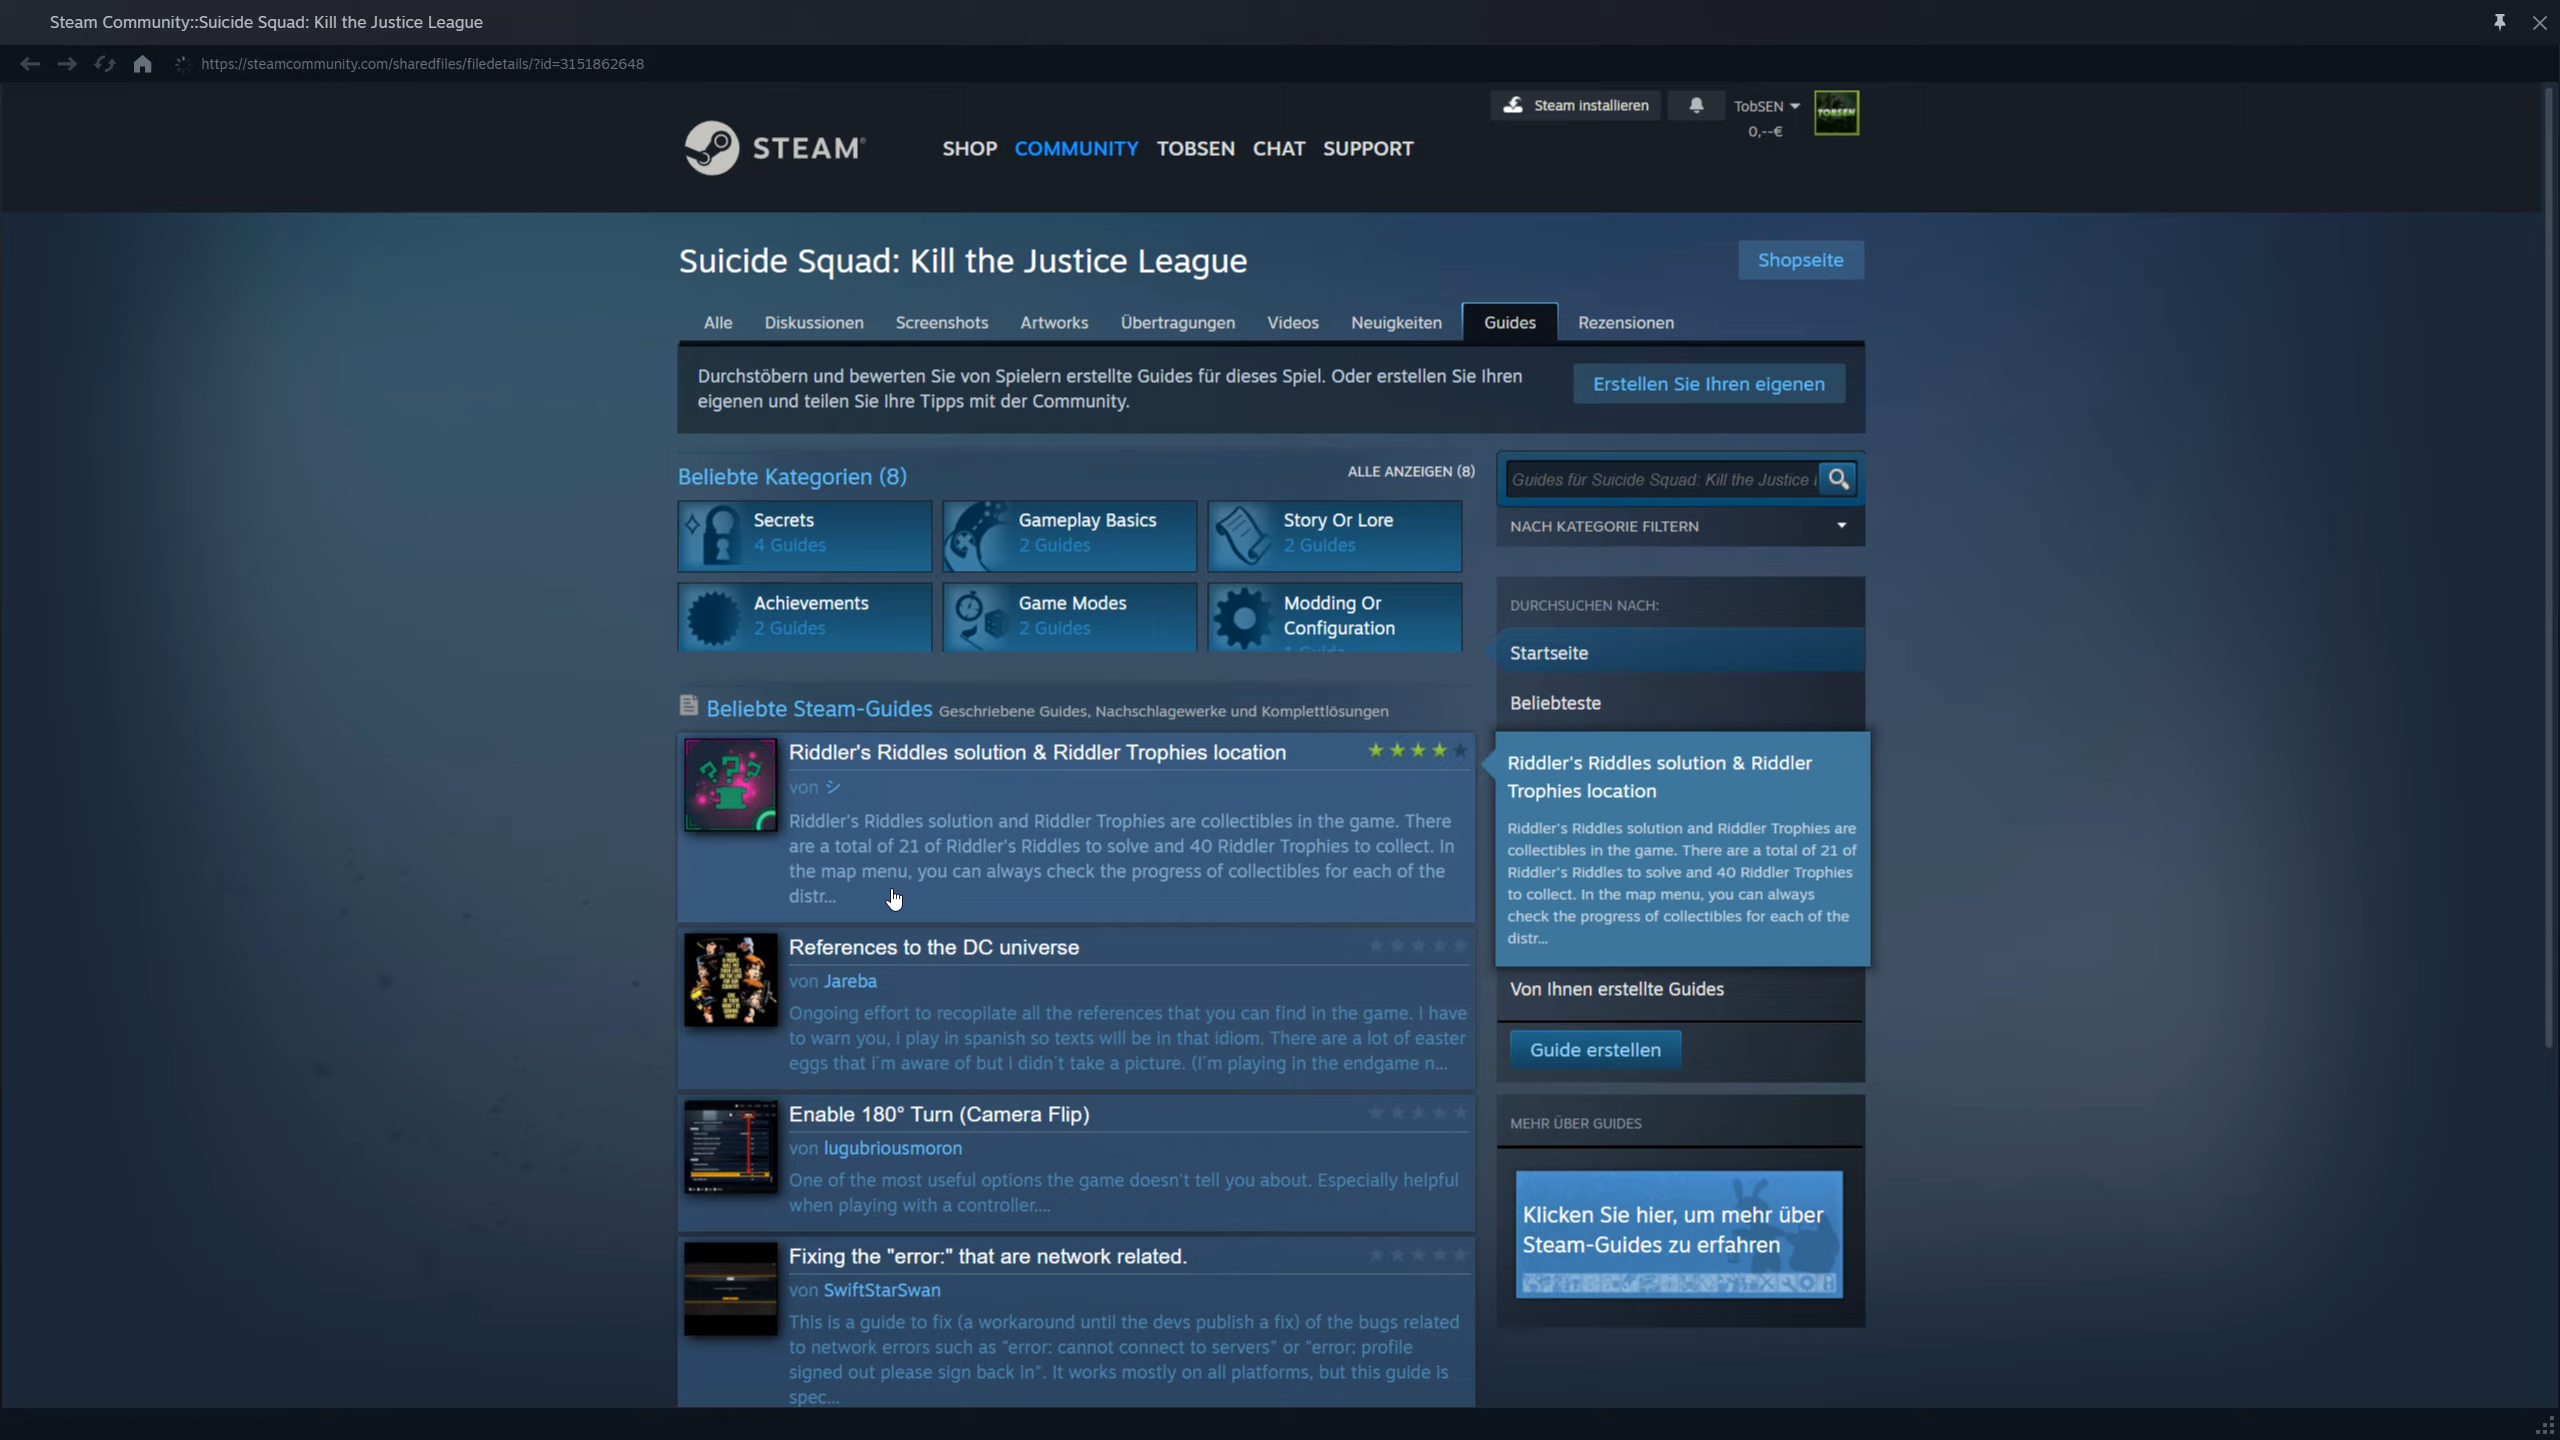 Steam Community::Suicide Squad: Kill the Justice League
https://steamcommunity.com/sharedfiles/filedetails/?id=3151862648
Steam installieren
TobSEN
0,--€
TOBSEN
STEAM®
SHOP COMMUNITY TOBSEN CHAT SUPPORT
Suicide Squad: Kill the Justice League
Shopseite
Alle Diskussionen Screenshots Artworks Übertragungen Videos Neuigkeiten Guides Rezensionen
Durchstöbern und bewerten Sie von Spielern erstellte Guides für dieses Spiel. Oder erstellen Sie Ihren
eigenen und teilen Sie Ihre Tipps mit der Community.
Erstellen Sie Ihren eigenen
Beliebte Kategorien (8)
ALLE ANZEIGEN (8)
Secrets
4 Guides
Gameplay Basics
2 Guides
Story Or Lore
2 Guides
Achievements
2 Guides
Game Modes
2 Guides
Modding Or
Configuration
1 Guide
Beliebte Steam-Guides Geschriebene Guides, Nachschlagewerke und Komplettlösungen
Riddler's Riddles solution & Riddler Trophies location
von シ
Riddler's Riddles solution and Riddler Trophies are collectibles in the game. There
are a total of 21 of Riddler's Riddles to solve and 40 Riddler Trophies to collect. In
the map menu, you can always check the progress of collectibles for each of the
distr...
References to the DC universe
von Jareba
Ongoing effort to recopilate all the references that you can find in the game. I have
to warn you, i play in spanish so texts will be in that idiom. There are a lot of easter
eggs that i´m aware of but i didn´t take a picture. (I´m playing in the endgame n...
Enable 180° Turn (Camera Flip)
von lugubriousmoron
One of the most useful options the game doesn't tell you about. Especially helpful
when playing with a controller....
Fixing the "error:" that are network related.
von SwiftStarSwan
This is a guide to fix (a workaround until the devs publish a fix) of the bugs related
to network errors such as "error: cannot connect to servers" or "error: profile
signed out please sign back in". It works mostly on all platforms, but this guide is
spec...
Guides für Suicide Squad: Kill the Justice
NACH KATEGORIE FILTERN
DURCHSUCHEN NACH:
Startseite
Beliebteste
Riddler's Riddles solution & Riddler
Trophies location
Riddler's Riddles solution and Riddler Trophies are
collectibles in the game. There are a total of 21 of
Riddler's Riddles to solve and 40 Riddler Trophies
to collect. In the map menu, you can always
check the progress of collectibles for each of the
distr...
Von Ihnen erstellte Guides
Guide erstellen
MEHR ÜBER GUIDES
Klicken Sie hier, um mehr über
Steam-Guides zu erfahren